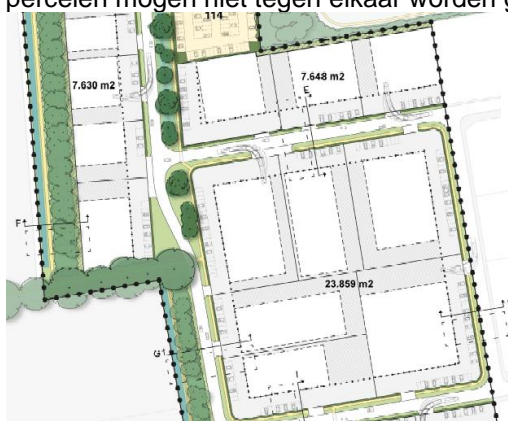 percelen mogen niet tegen elkaar worden
114
7.630 m2
7.648 m2
E
F
23.859 m2
G